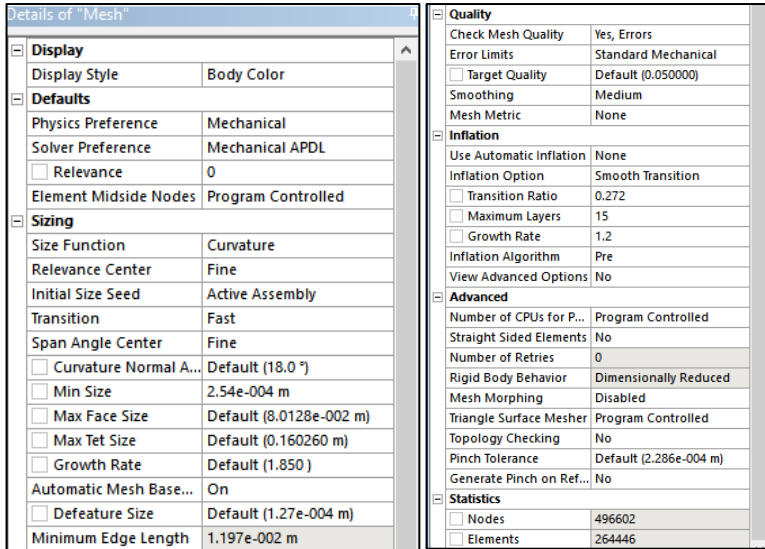 Details of "Mesh"
Display
Display Style Body Color
Defaults
Physics Preference Mechanical
Solver Preference Mechanical APDL
Relevance 0
Element Midside Nodes Program Controlled
Sizing
Size Function Curvature
Relevance Center Fine
Initial Size Seed Active Assembly
Transition Fast
Span Angle Center Fine
Curvature Normal A... Default (18.0 °)
Min Size 2.54e-004 m
Max Face Size Default (8.0128e-002 m)
Max Tet Size Default (0.160260 m)
Growth Rate Default (1.850 )
Automatic Mesh Base... On
Defeature Size Default (1.27e-004 m)
Minimum Edge Length 1.197e-002 m
Quality
Check Mesh Quality Yes, Errors
Error Limits Standard Mechanical
Target Quality Default (0.050000)
Smoothing Medium
Mesh Metric None
Inflation
Use Automatic Inflation None
Inflation Option Smooth Transition
Transition Ratio 0.272
Maximum Layers 15
Growth Rate 1.2
Inflation Algorithm Pre
View Advanced Options No
Advanced
Number of CPUs for P... Program Controlled
Straight Sided Elements No
Number of Retries 0
Rigid Body Behavior Dimensionally Reduced
Mesh Morphing Disabled
Triangle Surface Mesher Program Controlled
Topology Checking No
Pinch Tolerance Default (2.286e-004 m)
Generate Pinch on Ref... No
Statistics
Nodes 496602
Elements 264446